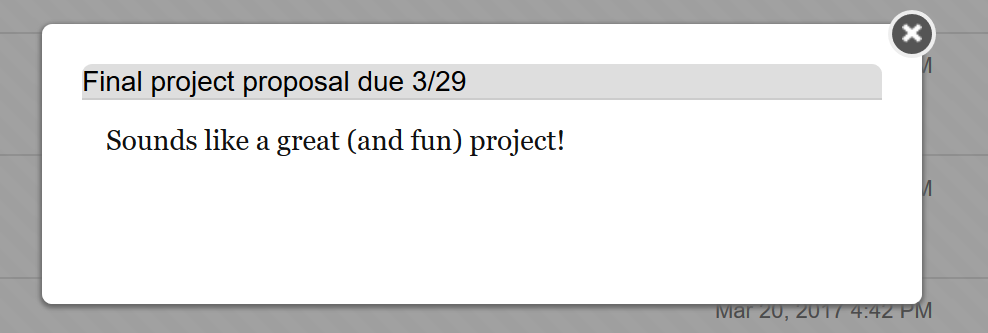 Final project proposal due 3/29
Sounds like a great (and fun) project!
M
M
Mar 20, 2017 4:42 PM